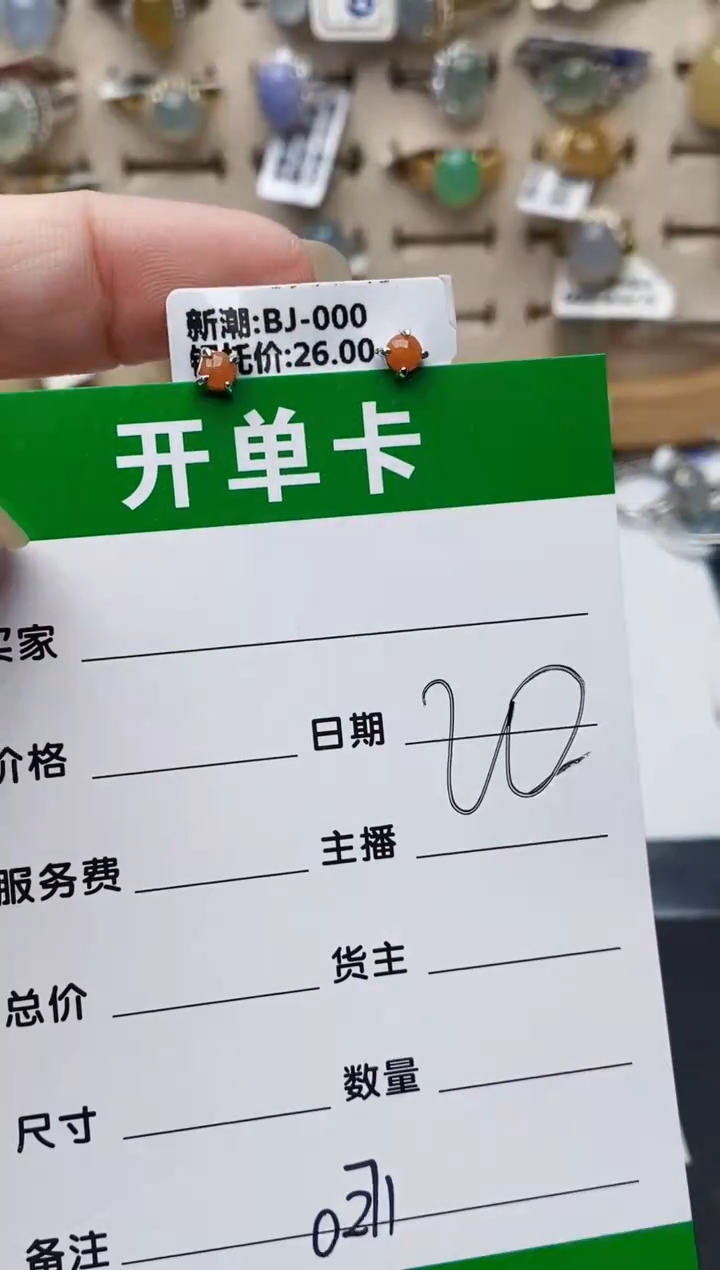 新潮:BJ-000
托价:26.00
开单卡
买家
价格
日期
服务费
主播
总价
货主
尺寸
数量
备注 0271